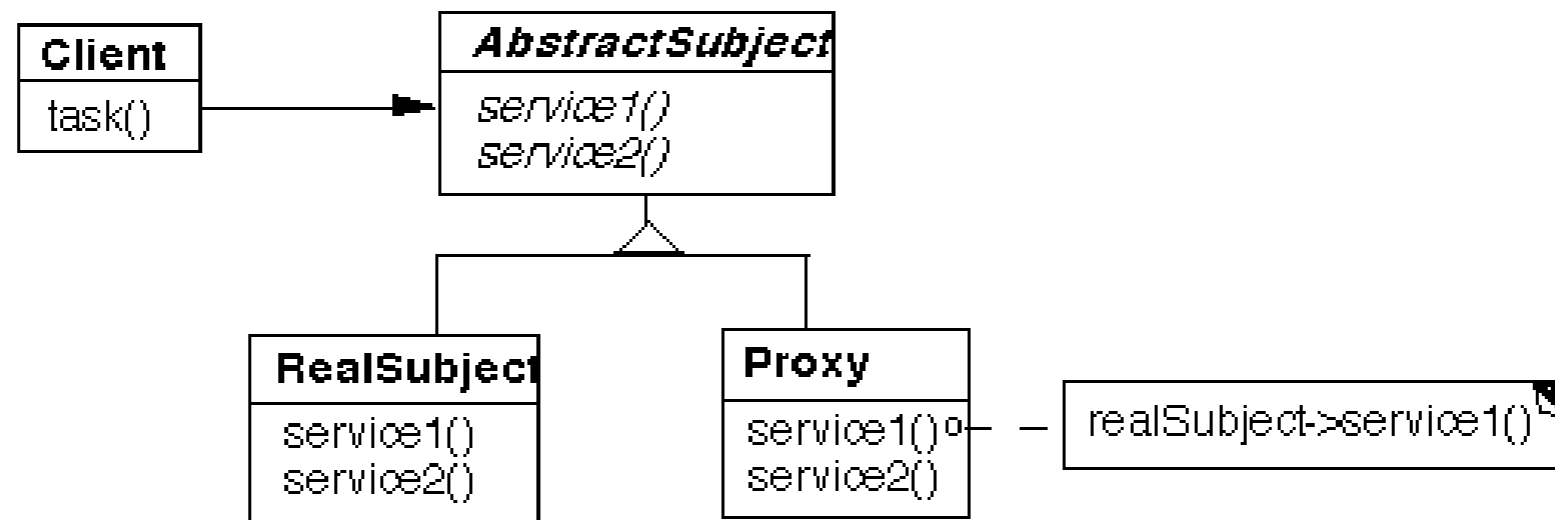 Client
task()
AbstractSubject
service1()
service2()
RealSubject
service1()
service2()
Proxy
service1()
service2()
realSubject->service1()